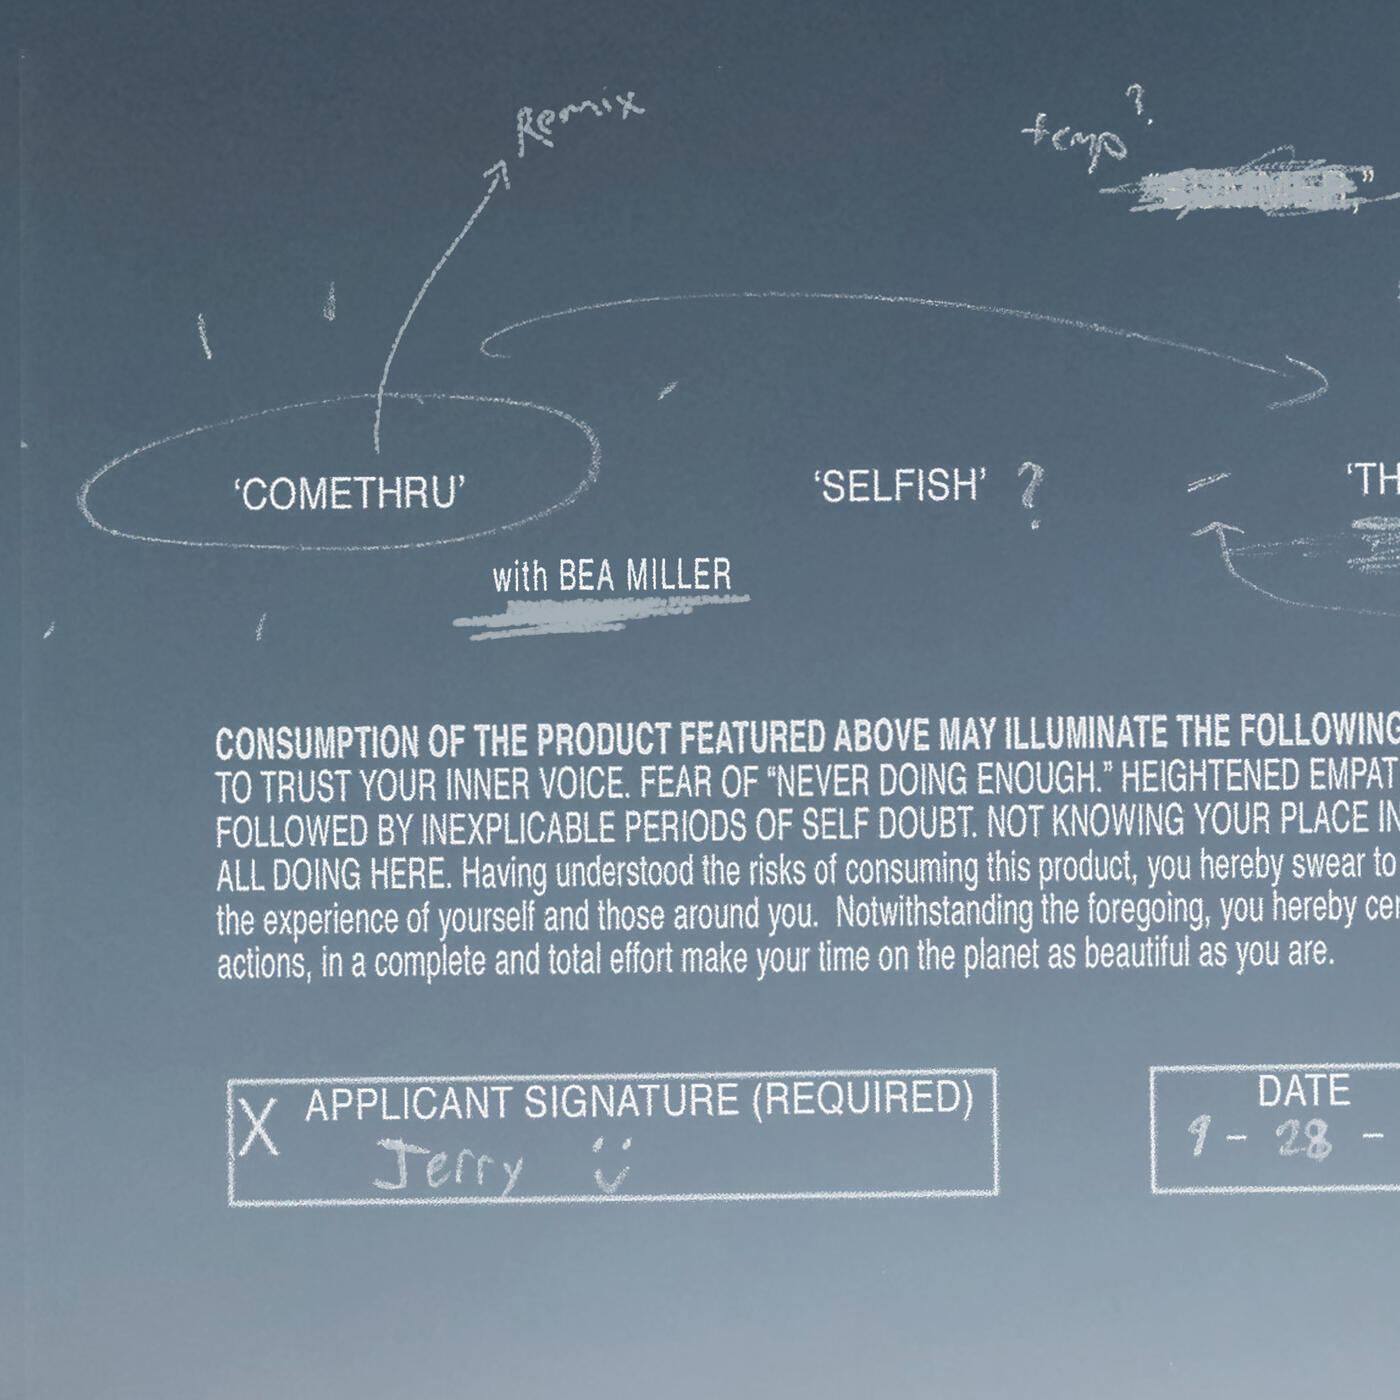 Remix
temp?
‘COMETHRU’
‘SELFISH’ ?
‘TH
with BEA MILLER
CONSUMPTION OF THE PRODUCT FEATURED ABOVE MAY ILLUMINATE THE FOLLOWING
TO TRUST YOUR INNER VOICE. FEAR OF “NEVER DOING ENOUGH.” HEIGHTENED EMPAT
FOLLOWED BY INEXPLICABLE PERIODS OF SELF DOUBT. NOT KNOWING YOUR PLACE IN
ALL DOING HERE. Having understood the risks of consuming this product, you hereby swear to
the experience of yourself and those around you. Notwithstanding the foregoing, you hereby cer
actions, in a complete and total effort make your time on the planet as beautiful as you are.
X APPLICANT SIGNATURE (REQUIRED)
Jerry
DATE
9 - 28 -